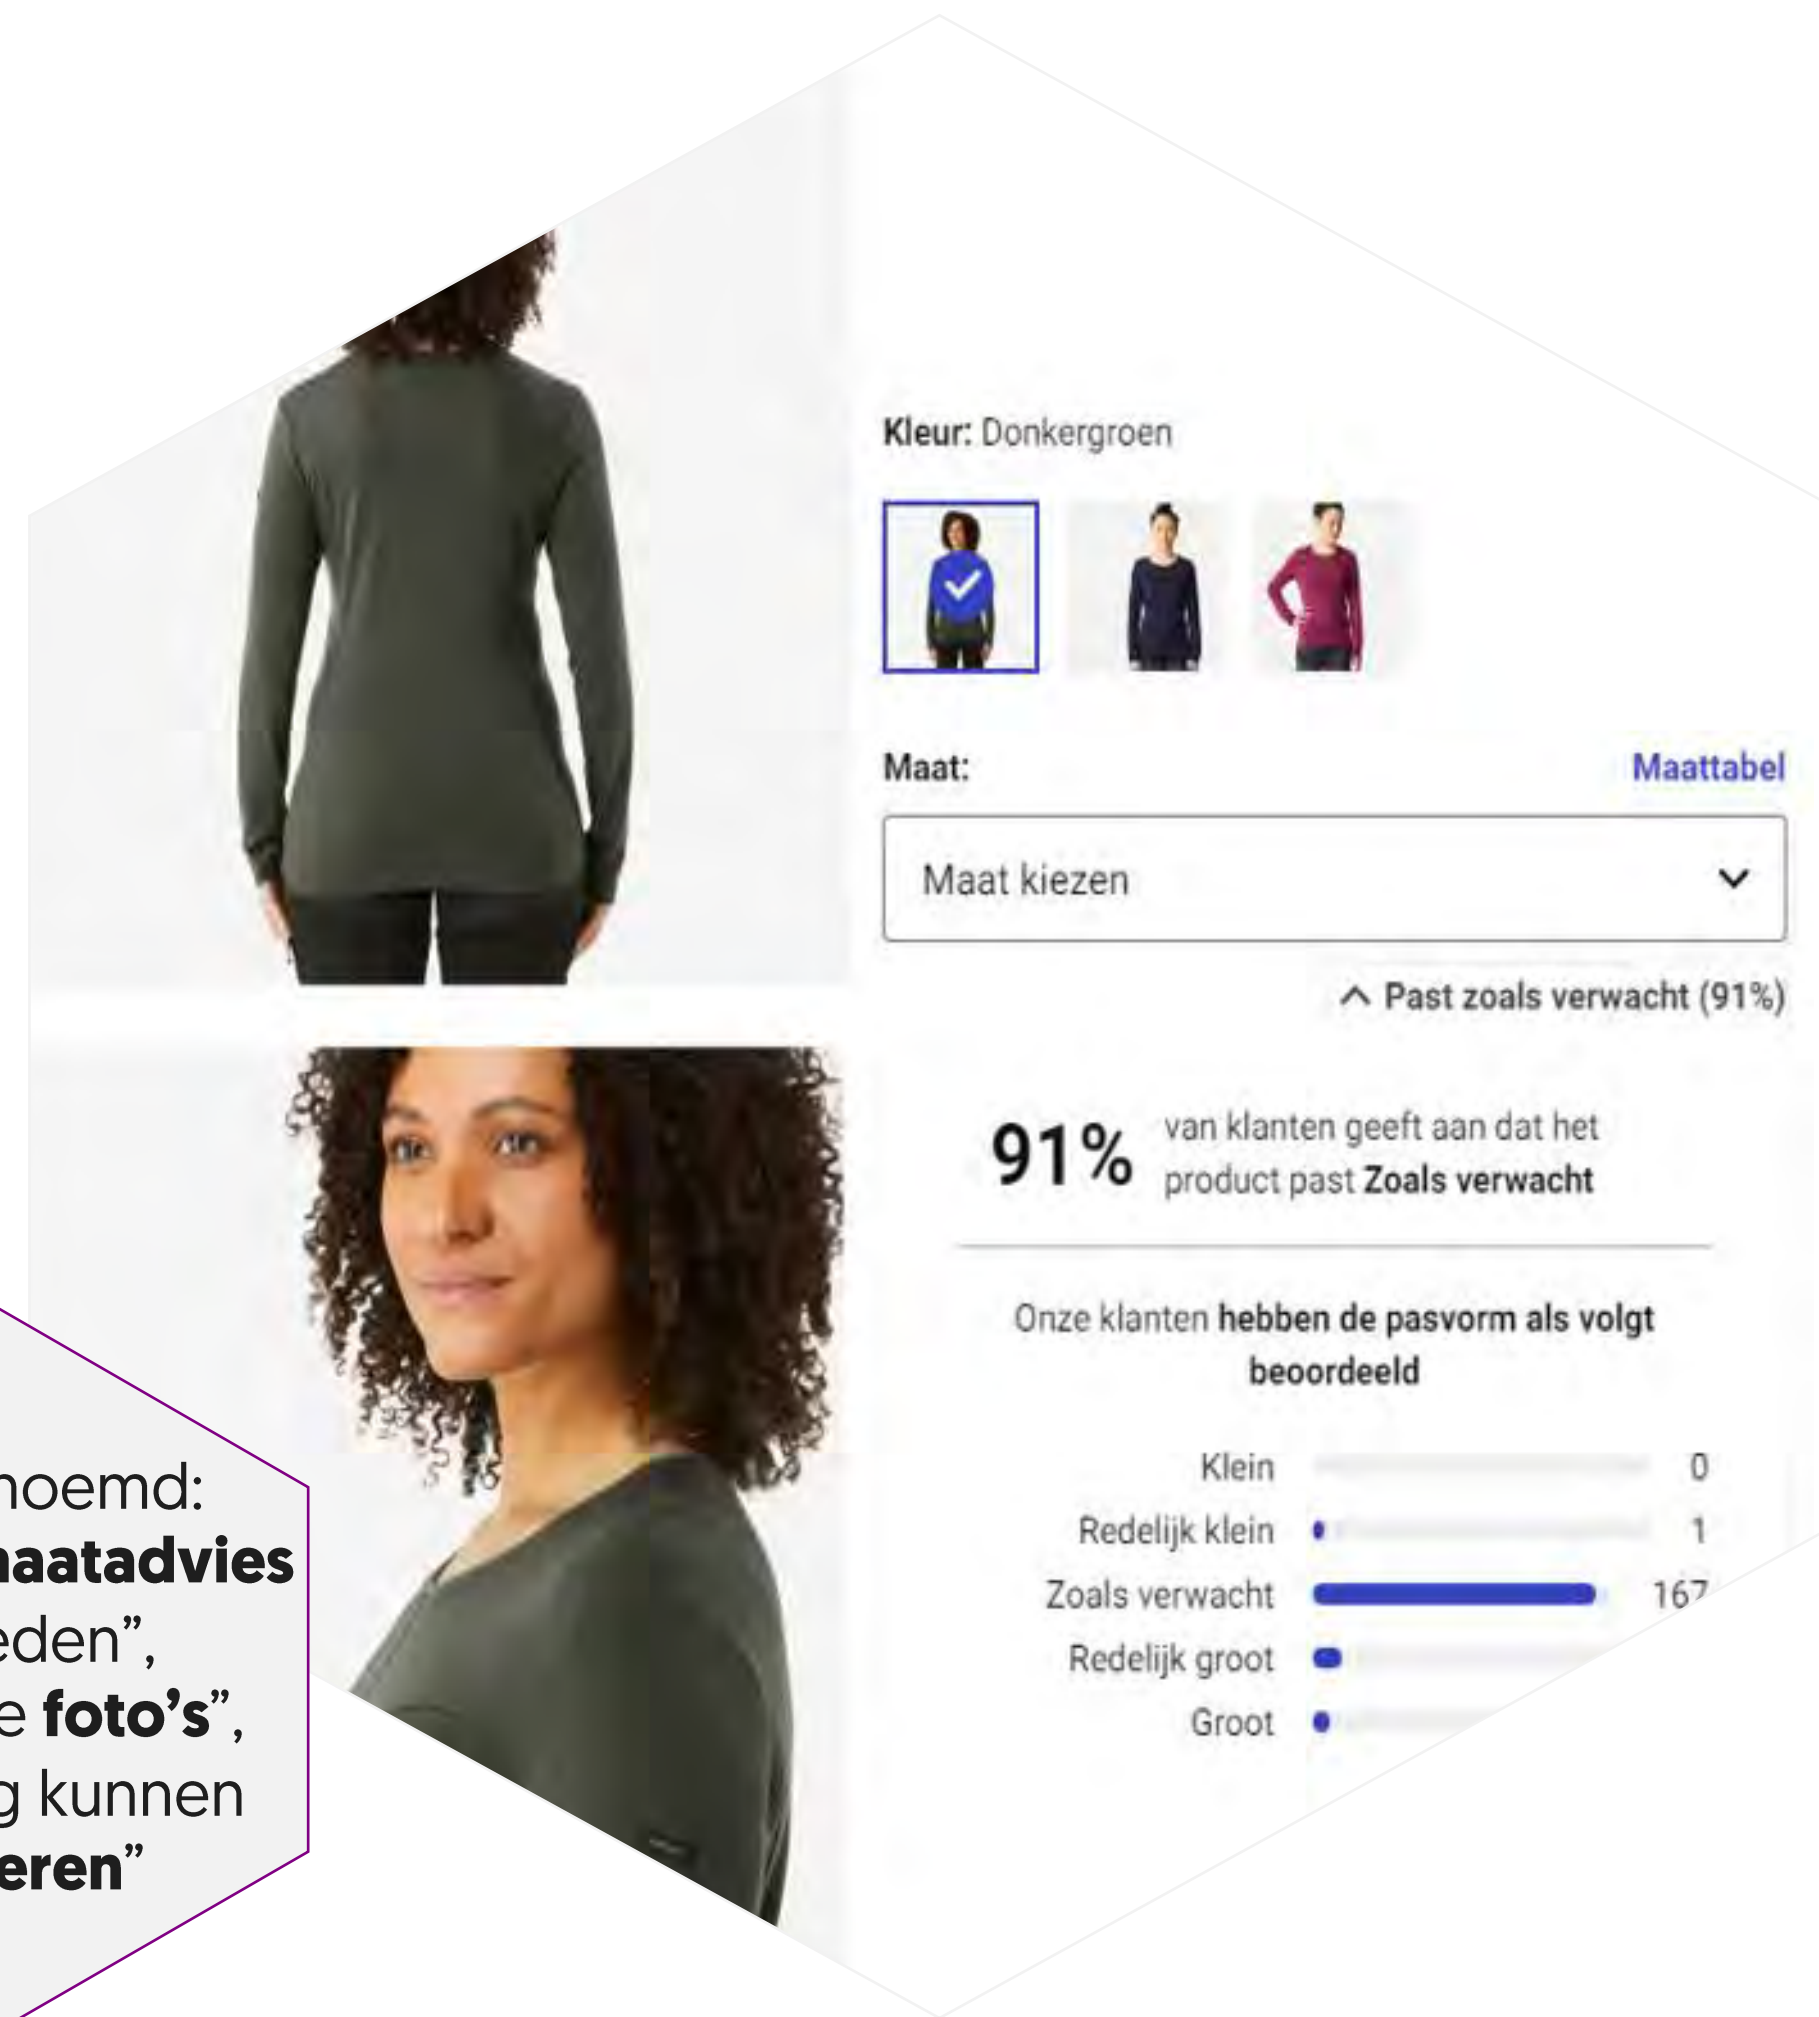 Kleur: Donkergroen
Maat:
Maattabel
Maat kiezen
Past zoals verwacht (91%)
91%
van klanten geeft aan dat het
product past Zoals verwacht
Onze klanten hebben de pasvorm als volgt
beoordeeld
Klein 0
Redelijk klein 1
Zoals verwacht 167
Redelijk groot
Groot
noemd:
naatadvies
eden”,
e foto’s”,
g kunnen
eren”